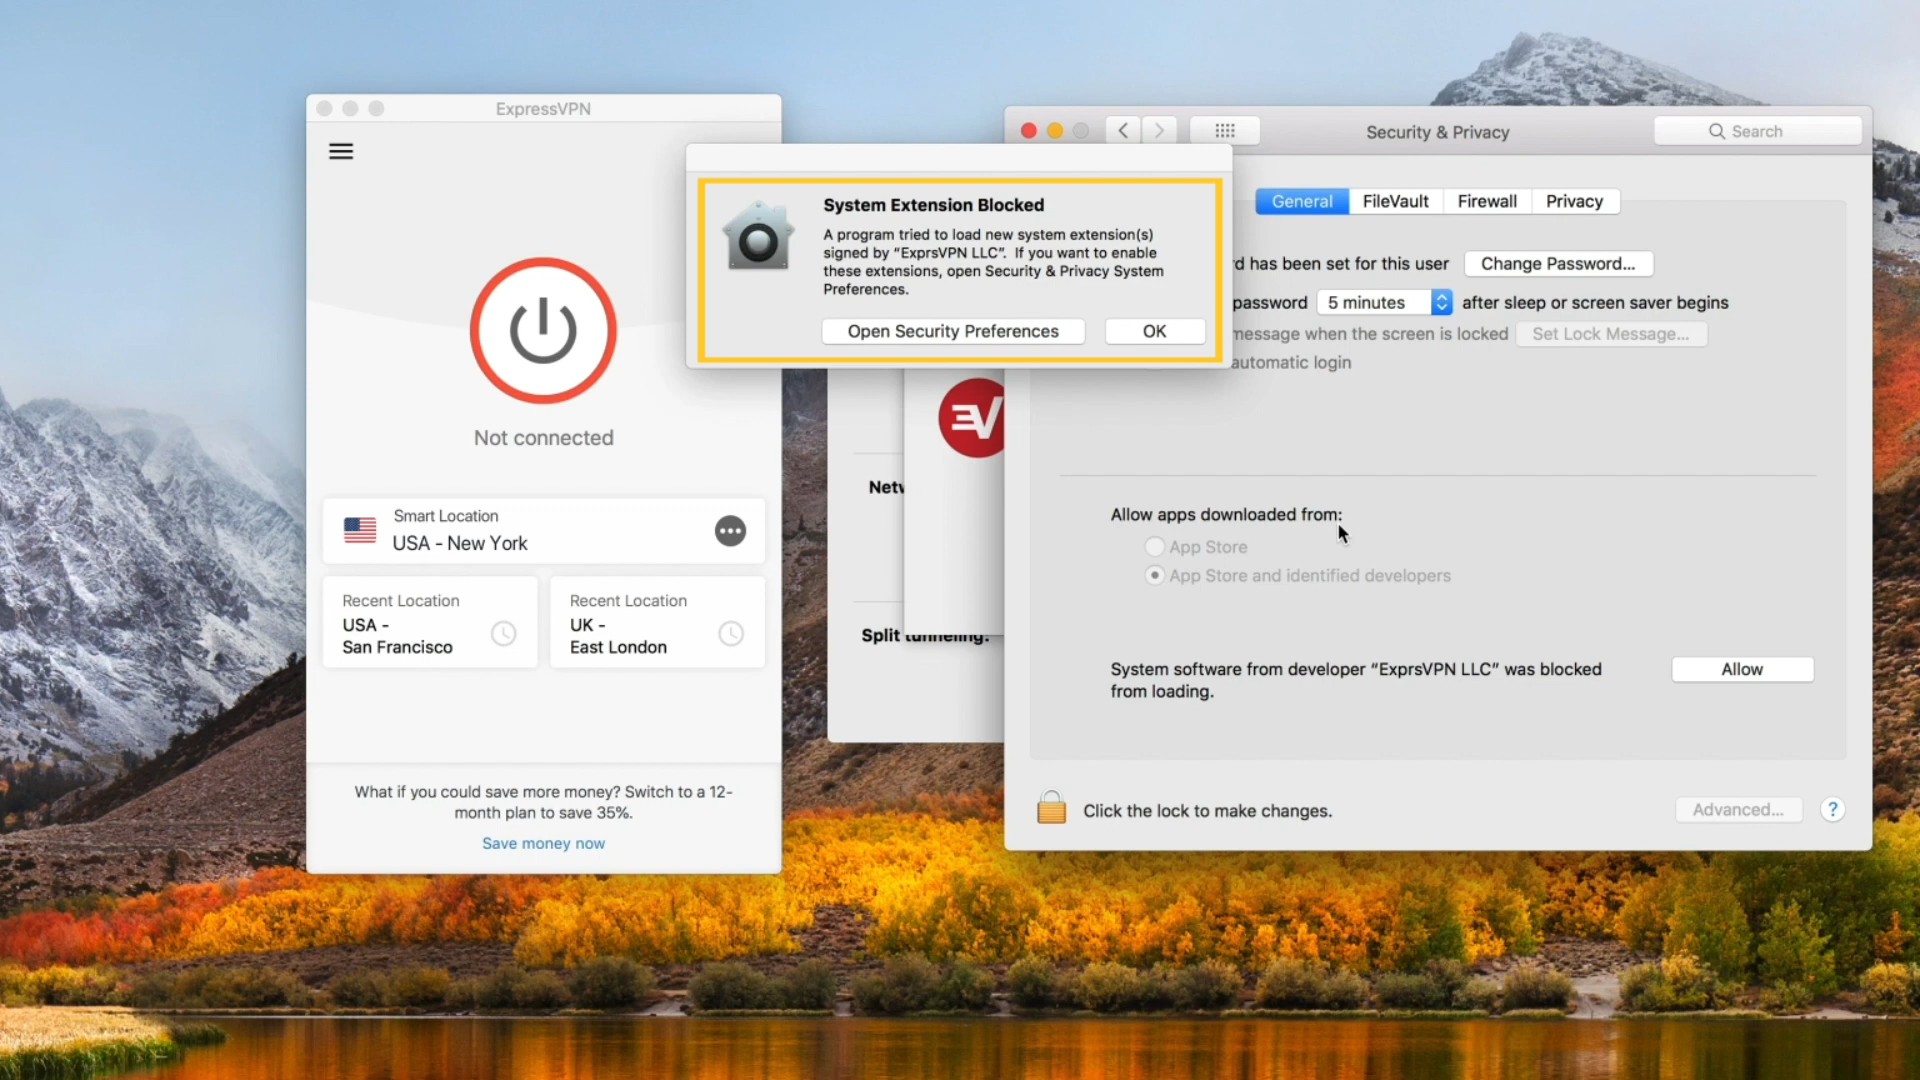 ExpressVPN
Not connected
Smart Location
USA - New York
Recent Location
USA -
San Francisco
Recent Location
UK -
East London
What if you could save more money? Switch to a 12-
month plan to save 35%.
Save money now
System Extension Blocked
A program tried to load new system extension(s)
signed by “ExprsVPN LLC”. If you want to enable
these extensions, open Security & Privacy System
Preferences.
Open Security Preferences
OK
Split tunneling:
Security & Privacy
Search
General
FileVault
Firewall
Privacy
has been set for this user
Change Password...
password
5 minutes
after sleep or screen saver begins
message when the screen is locked
Set Lock Message...
automatic login
Allow apps downloaded from:
App Store
App Store and identified developers
System software from developer “ExprsVPN LLC” was blocked
from loading.
Allow
Click the lock to make changes.
Advanced...
?